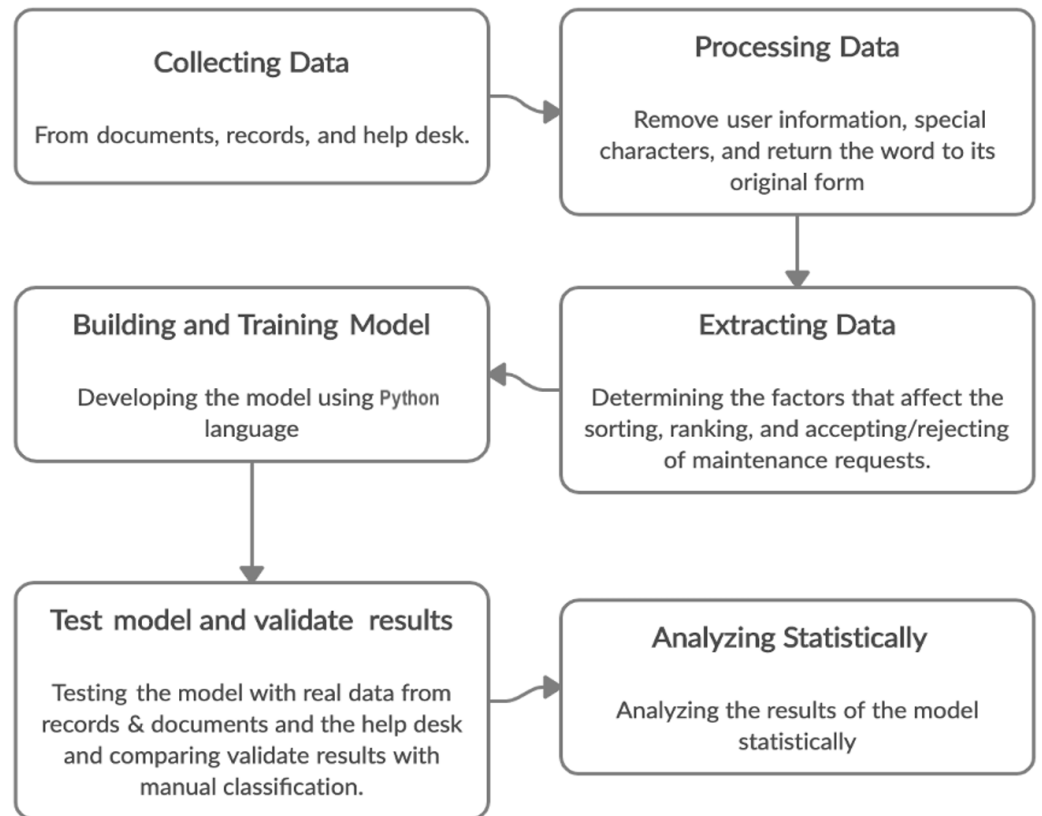 Collecting Data
From documents, records, and help desk.
Processing Data
Remove user information, special
characters, and return the word to its
original form
Extracting Data
Determining the factors that affect the
sorting, ranking, and accepting/rejecting
of maintenance requests.
Building and Training Model
Developing the model using Python
language
Test model and validate results
Testing the model with real data from
records & documents and the help desk
and comparing validate results with
manual classification.
Analyzing Statistically
Analyzing the results of the model
statistically